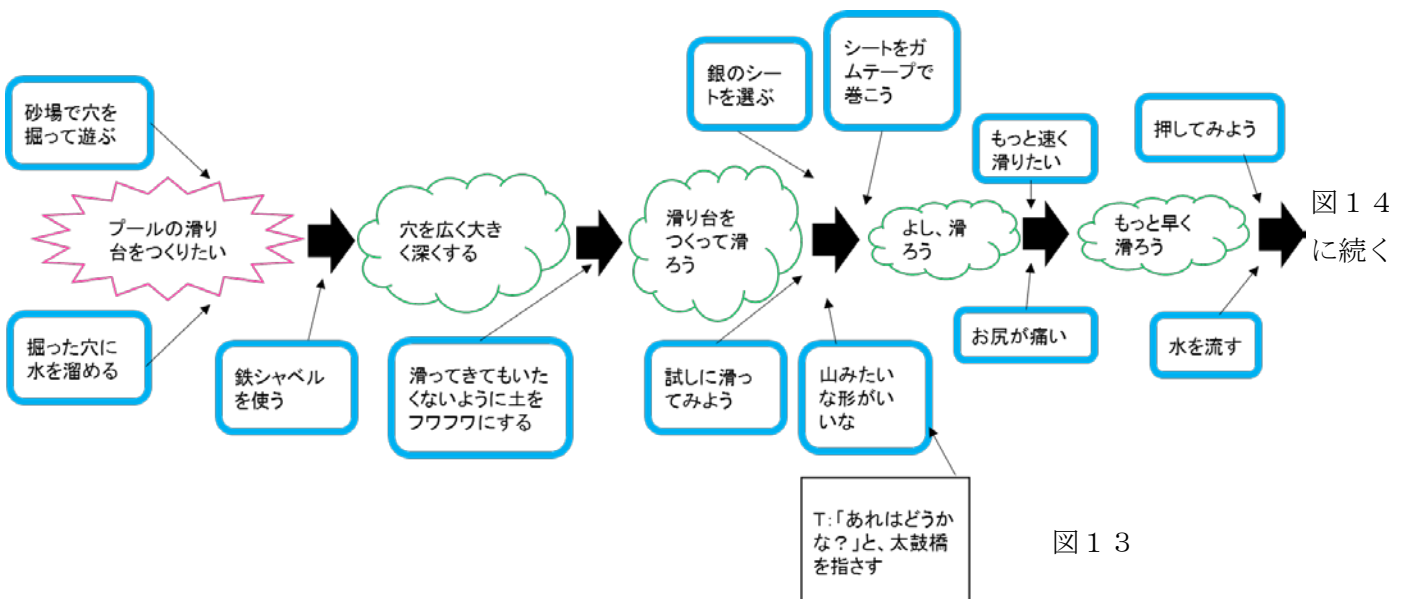 砂場で穴を
掘って遊ぶ
プールの滑り
台をつくりたい
掘った穴に
水を溜める
鉄シャベル
を使う
穴を広く大き
く深くする
滑ってきてもいた
くないように土を
フワフワにする
滑り台を
つくって滑
ろう
銀のシー
トを選ぶ
シートをガ
ムテープで
巻こう
試しに滑っ
てみよう
山みたい
な形がい
いな
T:「あれはどうか
な？」と、太鼓橋
を指さす
よし、滑
ろう
もっと速く
滑りたい
お尻が痛い
もっと早く
滑ろう
押してみよう
水を流す
図１４
に続く
図１３